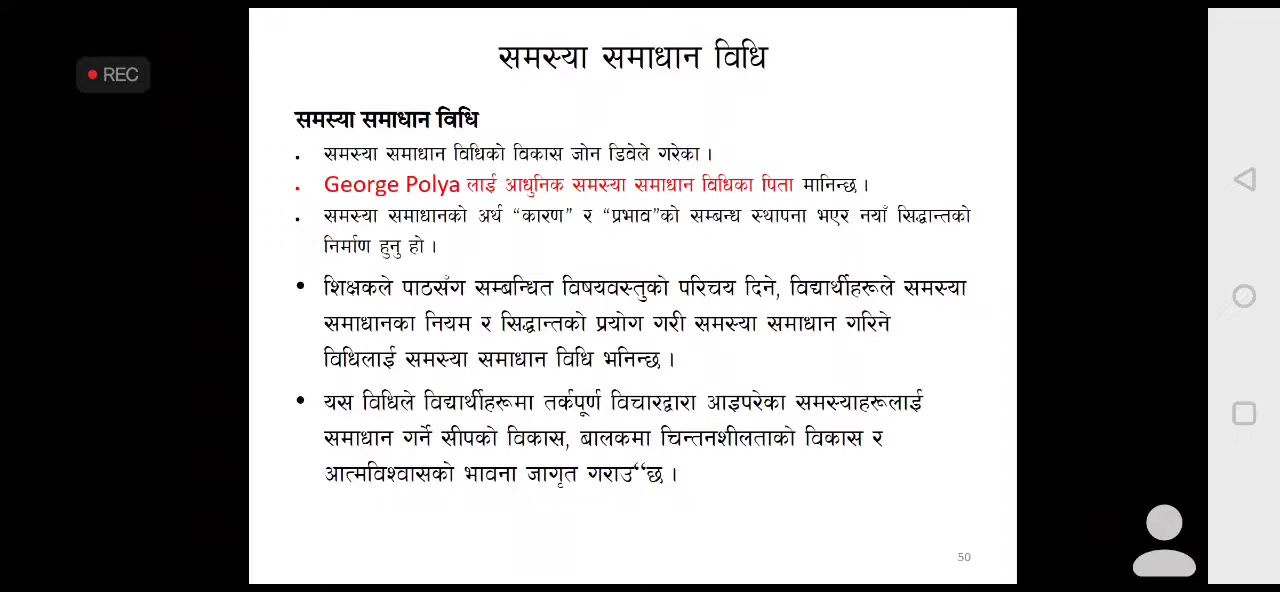 REC
समस्या समाधान विधि
समस्या समाधान विधि
• समस्या समाधान विधिको विकास जोन डिवेले गरेका ।
• George Polya लाई आधुनिक समस्या समाधान विधिका पिता मानिन्छ ।
• समस्या समाधानको अर्थ “कारण” र “प्रभाव”को सम्बन्ध स्थापना भएर नयाँ सिद्धान्तको
निर्माण हुनु हो ।
• शिक्षकले पाठसँग सम्बन्धित विषयवस्तुको परिचय दिने, विद्यार्थीहरूले समस्या
समाधानका नियम र सिद्धान्तको प्रयोग गरी समस्या समाधान गरिने
विधिलाई समस्या समाधान विधि भनिन्छ ।
• यस विधिले विद्यार्थीहरूमा तर्कपूर्ण विचारद्वारा आइपरेका समस्याहरूलाई
समाधान गर्ने सीपको विकास, बालकमा चिन्तनशीलताको विकास र
आत्मविश्वासको भावना जागृत गराउ“छ ।
50